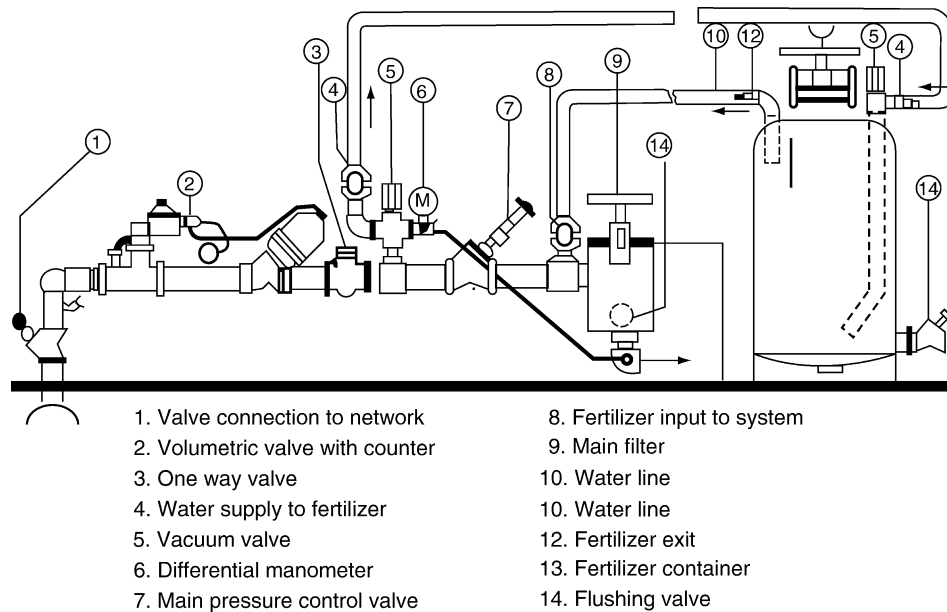 3
5
6
10
12
5
4
4
8
9
7
1
14
2
M
14
1. Valve connection to network
2. Volumetric valve with counter
3. One way valve
4. Water supply to fertilizer
5. Vacuum valve
6. Differential manometer
7. Main pressure control valve
8. Fertilizer input to system
9. Main filter
10. Water line
10. Water line
12. Fertilizer exit
13. Fertilizer container
14. Flushing valve